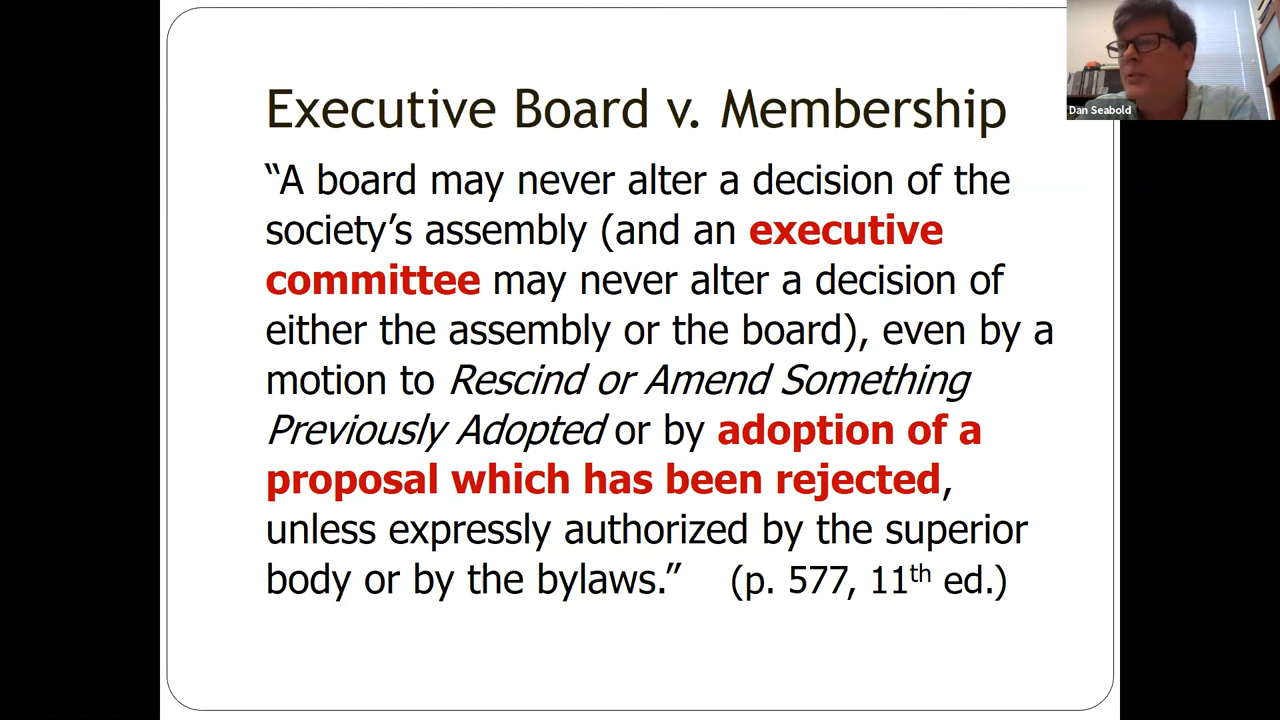 Executive Board v. Membership
“A board may never alter a decision of the
society’s assembly (and an executive
committee may never alter a decision of
either the assembly or the board), even by a
motion to Rescind or Amend Something
Previously Adopted or by adoption of a
proposal which has been rejected,
unless expressly authorized by the superior
body or by the bylaws.” (p. 577, 11th ed.)
Dan Seabold